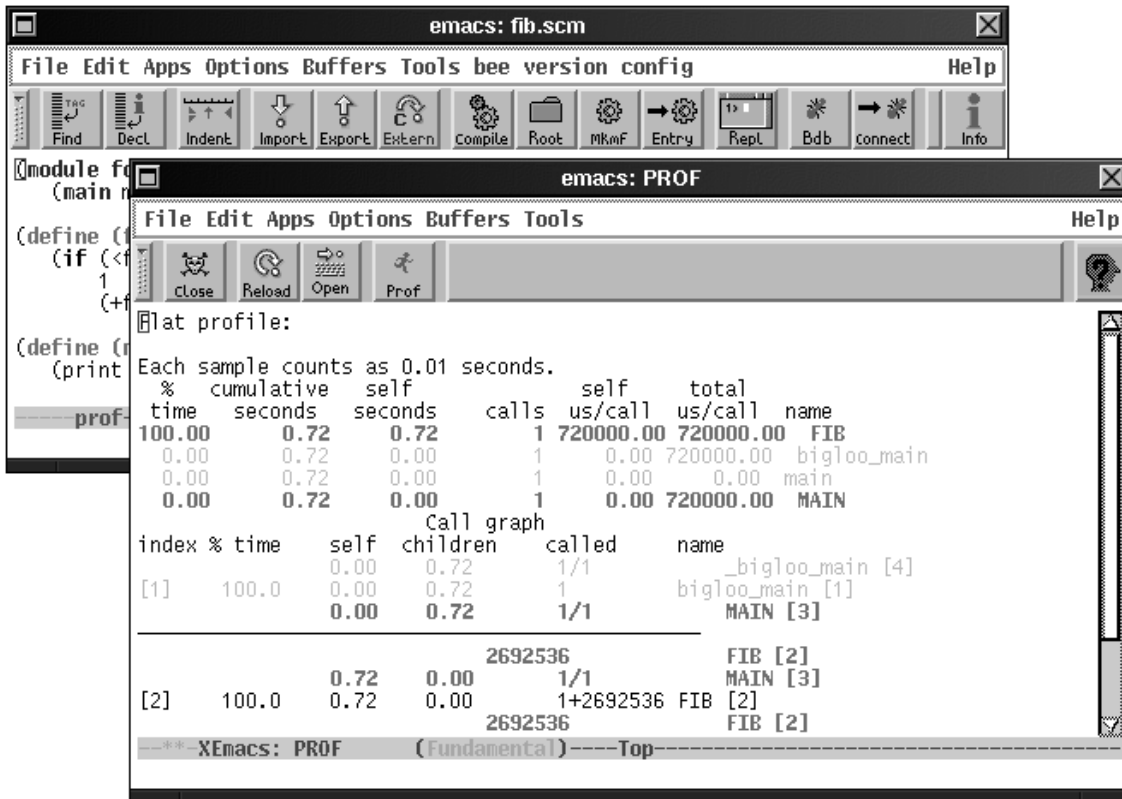 emacs: fib.scm
File Edit Apps Options Buffers Tools bee version config Help
TAG
Find Decl Indent Import Export Extern Compile Root MkmF Entry Repl Bdb Connect Info
(module fo
(main m
(define (f
(if (<f
1
(+f
(define (m
(print
-----prof-
emacs: PROF
File Edit Apps Options Buffers Tools Help
Close Reload Open Prof
Flat profile:
Each sample counts as 0.01 seconds.
% cumulative self self total
time seconds seconds calls us/call us/call name
100.00 0.72 0.72 1 720000.00 720000.00 FIB
0.00 0.72 0.00 1 0.00 720000.00 bigloo_main
0.00 0.72 0.00 1 0.00 0.00 main
0.00 0.72 0.00 1 0.00 720000.00 MAIN
Call graph
index % time self children called name
0.00 0.72 1/1 _bigloo_main [4]
[1] 100.0 0.00 0.72 1 bigloo_main [1]
0.00 0.72 1/1 MAIN [3]
2692536 FIB [2]
0.72 0.00 1/1 MAIN [3]
[2] 100.0 0.72 0.00 1+2692536 FIB [2]
2692536 FIB [2]
--**-XEmacs: PROF (Fundamental)----Top----------------------------------------